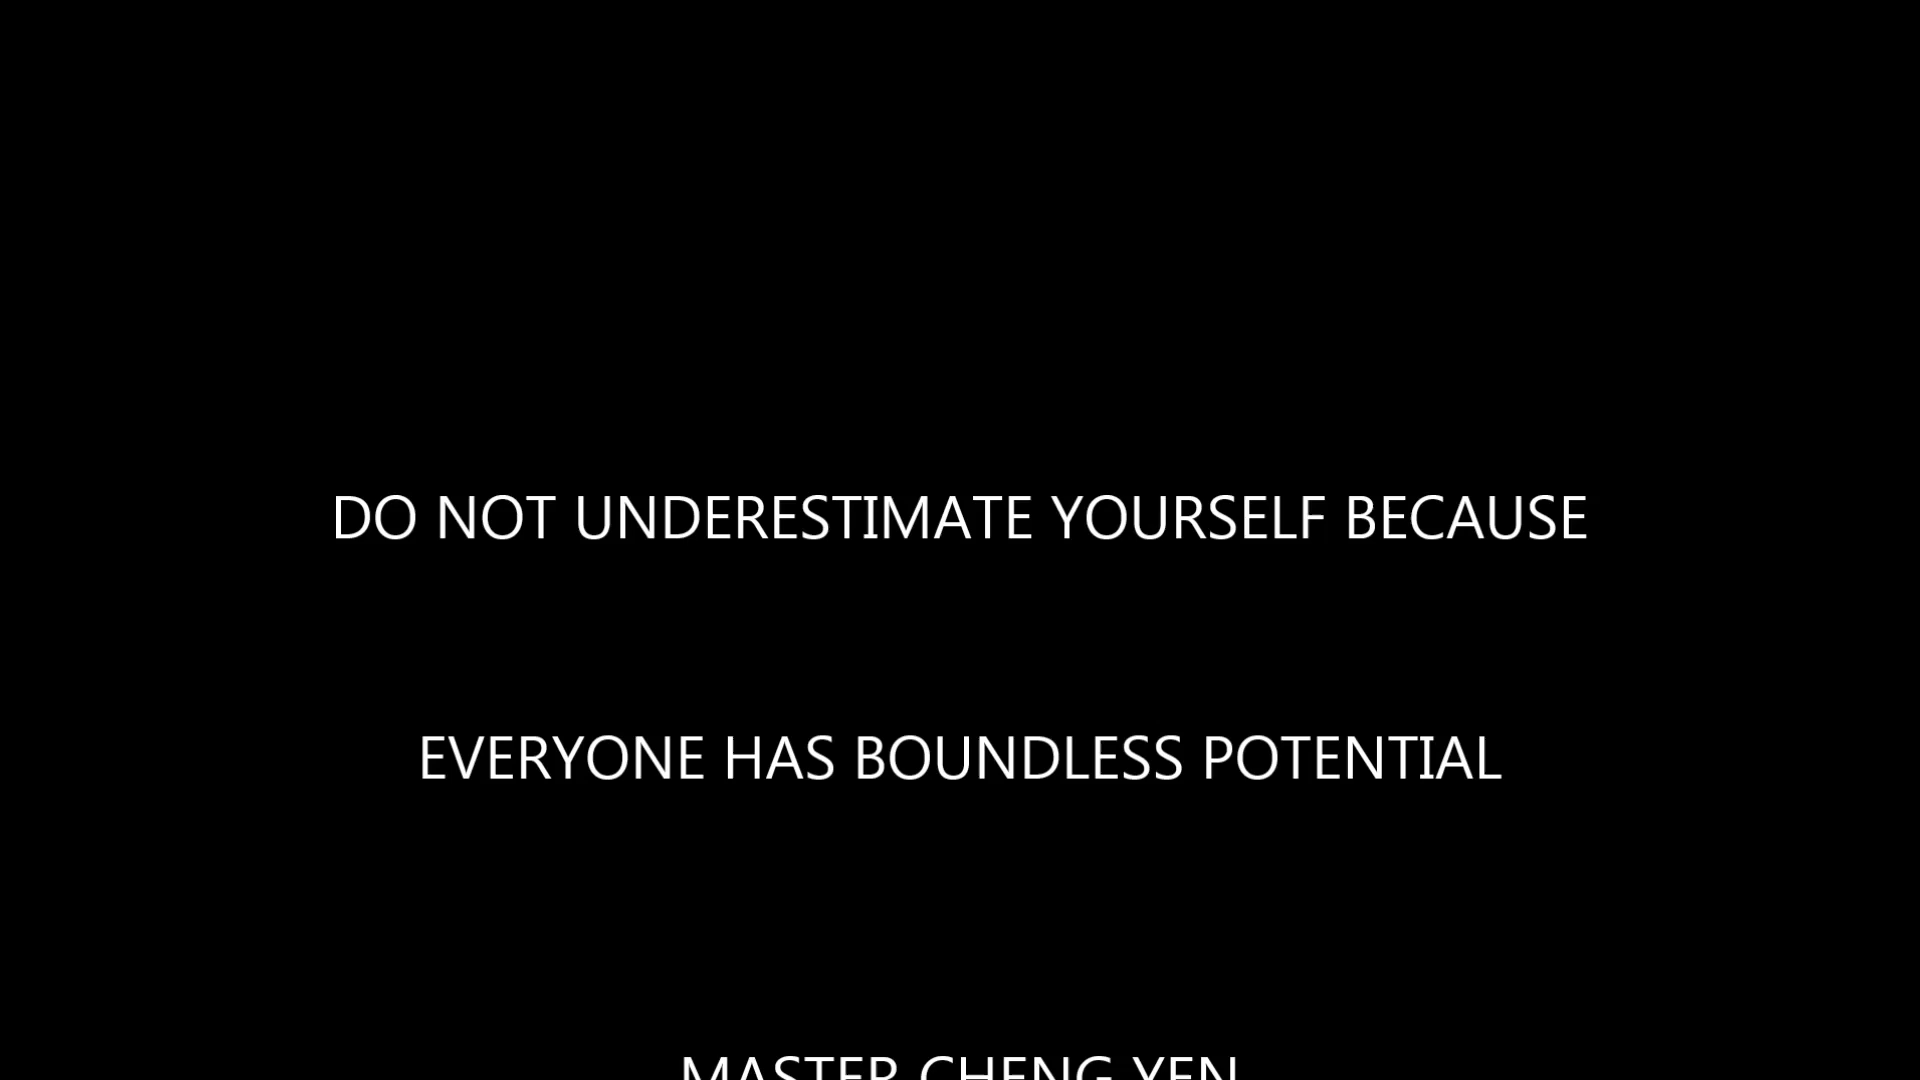 DO NOT UNDERESTIMATE YOURSELF BECAUSE
EVERYONE HAS BOUNDLESS POTENTIAL
MASTER CHENG YEN